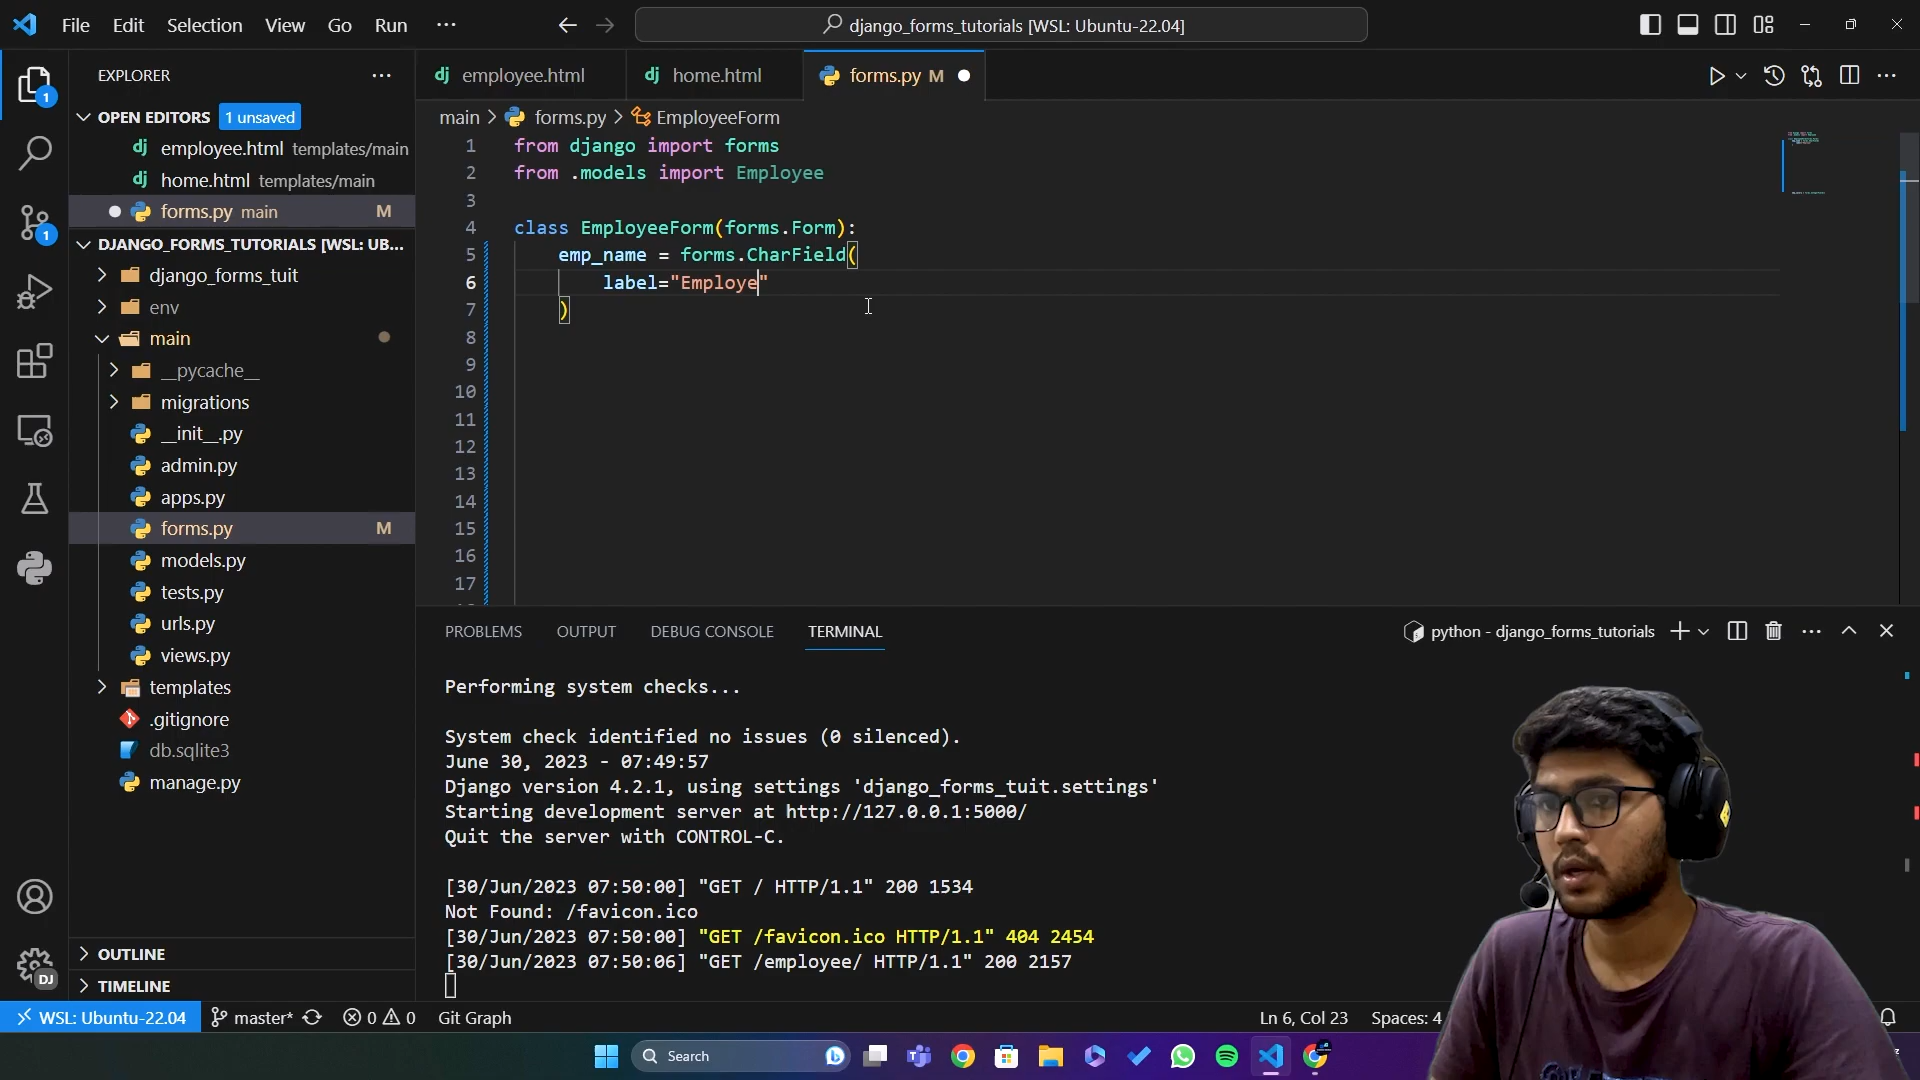 File Edit Selection View Go Run ···
django_forms_tutorials [WSL: Ubuntu-22.04]
EXPLORER
employee.html
home.html
forms.py M
OPEN EDITORS 1 unsaved
employee.html templates/main
home.html templates/main
forms.py main M
DJANGO_FORMS_TUTORIALS [WSL: UB...
django_forms_tuit
env
main
__pycache__
migrations
__init__.py
admin.py
apps.py
forms.py M
models.py
tests.py
urls.py
views.py
templates
.gitignore
db.sqlite3
manage.py
OUTLINE
TIMELINE
1
1
DJ
main > forms.py > EmployeeForm
1 from django import forms
2 from .models import Employee
3
4 class EmployeeForm(forms.Form):
5 emp_name = forms.CharField(
6 label="Employe"
7 )
8
9
10
11
12
13
14
15
16
17
PROBLEMS OUTPUT DEBUG CONSOLE TERMINAL
python - django_forms_tutorials
Performing system checks...
System check identified no issues (0 silenced).
June 30, 2023 - 07:49:57
Django version 4.2.1, using settings 'django_forms_tuit.settings'
Starting development server at http://127.0.0.1:5000/
Quit the server with CONTROL-C.
[30/Jun/2023 07:50:00] "GET / HTTP/1.1" 200 1534
Not Found: /favicon.ico
[30/Jun/2023 07:50:00] "GET /favicon.ico HTTP/1.1" 404 2454
[30/Jun/2023 07:50:06] "GET /employee/ HTTP/1.1" 200 2157
WSL: Ubuntu-22.04 master* 0 0 Git Graph
Ln 6, Col 23 Spaces: 4
Search